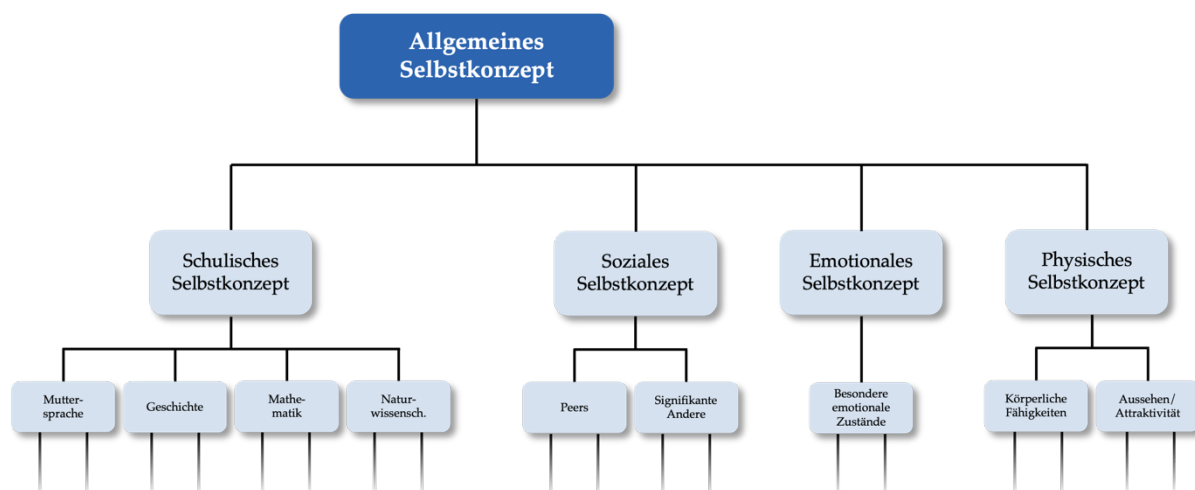 Allgemeines
Selbstkonzept
Schulisches
Selbstkonzept
Soziales
Selbstkonzept
Emotionales
Selbstkonzept
Physisches
Selbstkonzept
Mutter-
sprache
Geschichte
Mathe-
matik
Natur-
wissensch.
Peers
Signifikante
Andere
Besondere
emotionale
Zustände
Körperliche
Fähigkeiten
Aussehen/
Attraktivität